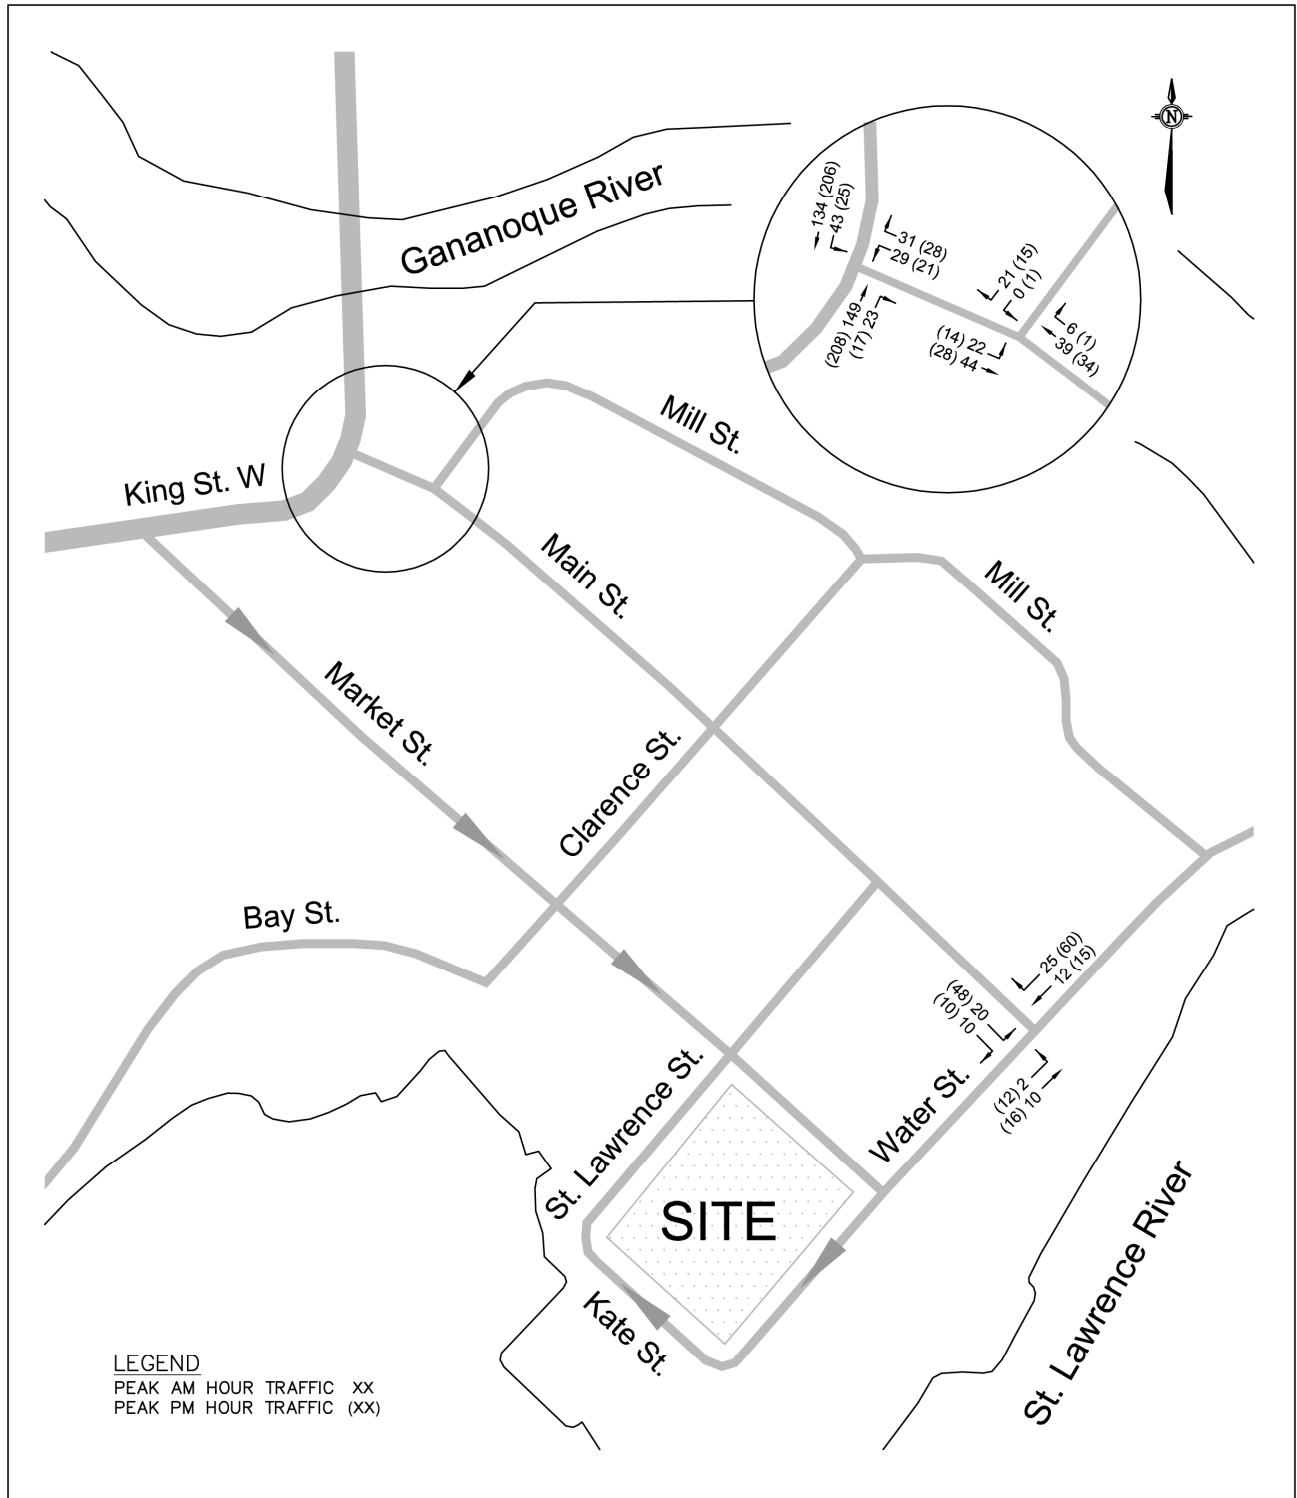 N
Gananoque River
134 (206)
43 (25)
31 (28)
29 (21)
21 (15)
0 (1)
(208) 149
(17) 23
(14) 22
(28) 44
6 (1)
39 (34)
Mill St.
King St. W
Main St.
Mill St.
Market St.
Clarence St.
Bay St.
25 (60)
12 (15)
(48) 20
(10) 10
(12) 2
(16) 10
St. Lawrence St.
Water St.
SITE
Kate St.
St. Lawrence River
LEGEND
PEAK AM HOUR TRAFFIC XX
PEAK PM HOUR TRAFFIC (XX)